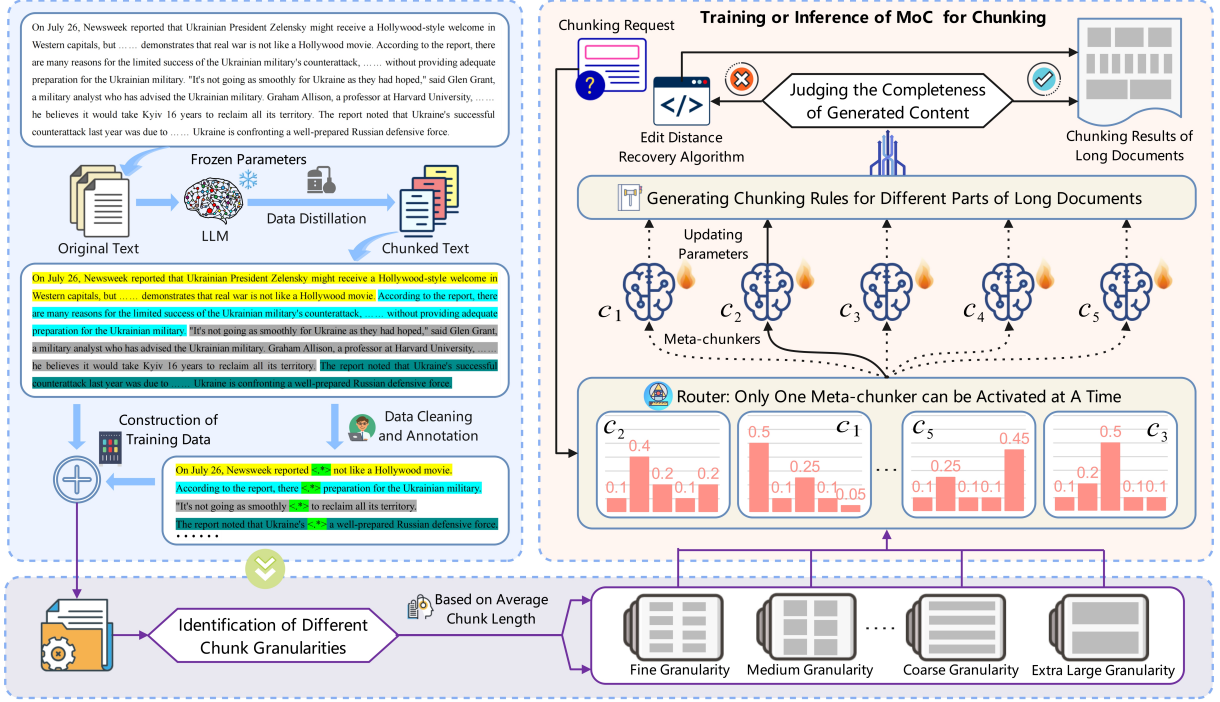 On July 26, Newsweek reported that Ukrainian President Zelensky might receive a Hollywood-style welcome in
Western capitals, but …… demonstrates that real war is not like a Hollywood movie. According to the report, there
are many reasons for the limited success of the Ukrainian military's counterattack, …… without providing adequate
preparation for the Ukrainian military. "It's not going as smoothly for Ukraine as they had hoped," said Glen Grant,
a military analyst who has advised the Ukrainian military. Graham Allison, a professor at Harvard University, ……
he believes it would take Kyiv 16 years to reclaim all its territory. The report noted that Ukraine's successful
counterattack last year was due to …… Ukraine is confronting a well-prepared Russian defensive force.
Frozen Parameters
Data Distillation
Original Text
LLM
Chunked Text
On July 26, Newsweek reported that Ukrainian President Zelensky might receive a Hollywood-style welcome in
Western capitals, but …… demonstrates that real war is not like a Hollywood movie. According to the report, there
are many reasons for the limited success of the Ukrainian military's counterattack, …… without providing adequate
preparation for the Ukrainian military. "It's not going as smoothly for Ukraine as they had hoped," said Glen Grant,
a military analyst who has advised the Ukrainian military. Graham Allison, a professor at Harvard University, ……
he believes it would take Kyiv 16 years to reclaim all its territory. The report noted that Ukraine's successful
counterattack last year was due to …… Ukraine is confronting a well-prepared Russian defensive force.
Construction of
Training Data
Data Cleaning
and Annotation
On July 26, Newsweek reported <.*> not like a Hollywood movie.
According to the report, there <.*> preparation for the Ukrainian military.
"It's not going as smoothly <.*> to reclaim all its territory.
The report noted that Ukraine's <.*> a well-prepared Russian defensive force.
……
Training or Inference of MoC for Chunking
Chunking Request
?
</>
Edit Distance
Recovery Algorithm
Judging the Completeness
of Generated Content
Chunking Results of
Long Documents
Generating Chunking Rules for Different Parts of Long Documents
Updating
Parameters
c1
c2
c3
c4
c5
Meta-chunkers
Router: Only One Meta-chunker can be Activated at A Time
c2
0.1
0.4
0.2
0.1
0.2
c1
0.5
0.1
0.25
0.1
0.05
…
c5
0.1
0.25
0.1
0.1
0.45
c3
0.1
0.2
0.5
0.1
0.1
Identification of Different
Chunk Granularities
Based on Average
Chunk Length
Fine Granularity
Medium Granularity
....
Coarse Granularity
Extra Large Granularity